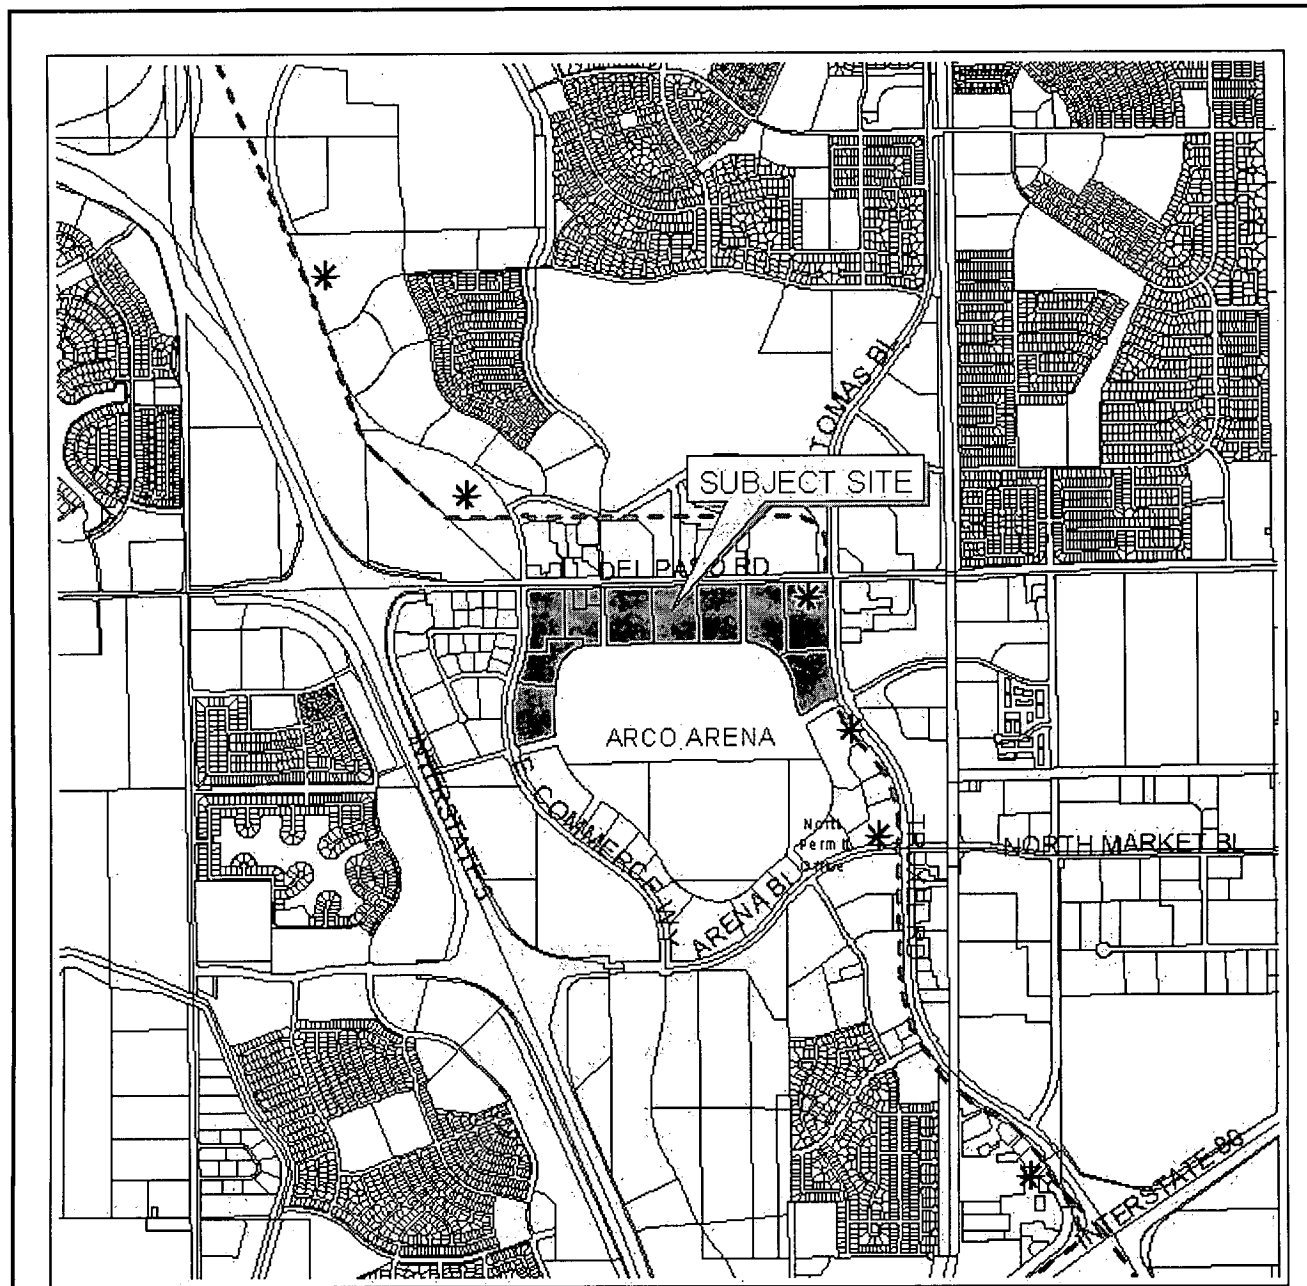 TOMAS BL
SUBJECT SITE
DEL PASO RD
ARCO ARENA
INTERSTATE 5
E COMMERCE WAY
North
Permit
Office
NORTH MARKET BL
ARENA BL
INTERSTATE 80